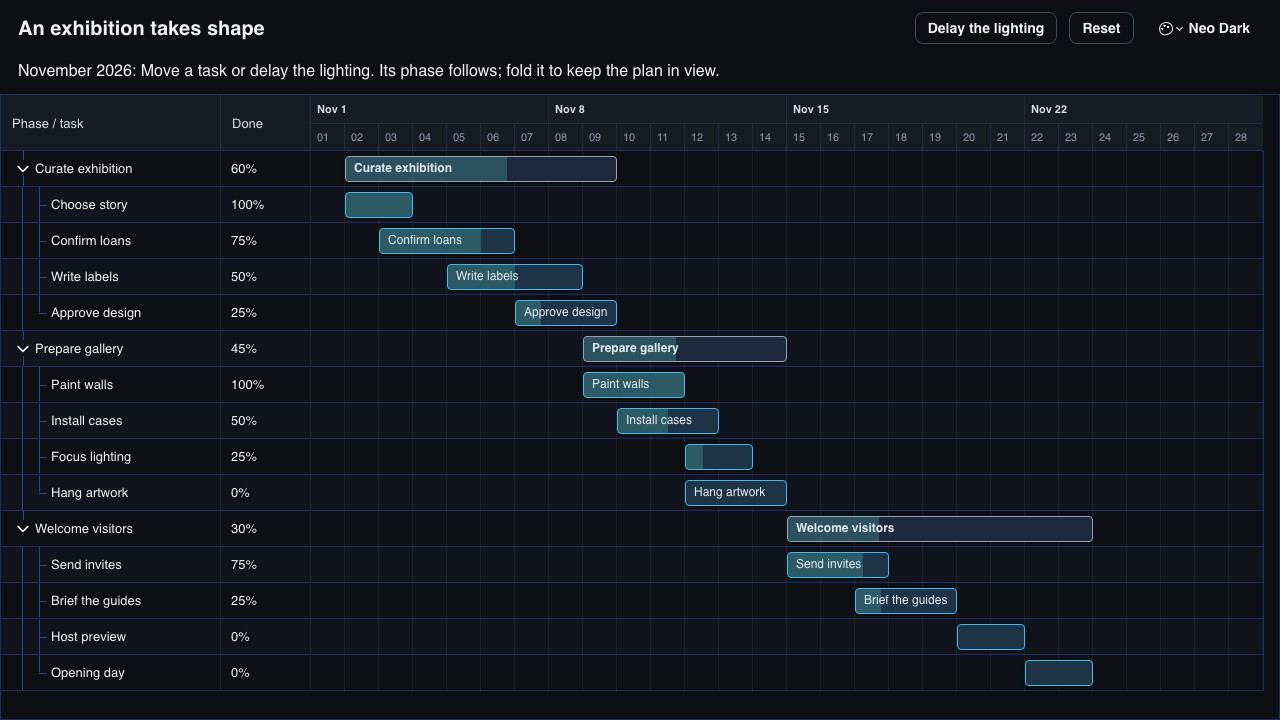 An exhibition takes shape
Delay the lighting
Reset
Neo Dark
November 2026: Move a task or delay the lighting. Its phase follows; fold it to keep the plan in view.
Phase / task Done Nov 1 Nov 8 Nov 15 Nov 22
01 02 03 04 05 06 07 08 09 10 11 12 13 14 15 16 17 18 19 20 21 22 23 24 25 26 27 28
Curate exhibition 60% Curate exhibition
Choose story 100%
Confirm loans 75% Confirm loans
Write labels 50% Write labels
Approve design 25% Approve design
Prepare gallery 45% Prepare gallery
Paint walls 100% Paint walls
Install cases 50% Install cases
Focus lighting 25%
Hang artwork 0% Hang artwork
Welcome visitors 30% Welcome visitors
Send invites 75% Send invites
Brief the guides 25% Brief the guides
Host preview 0%
Opening day 0%